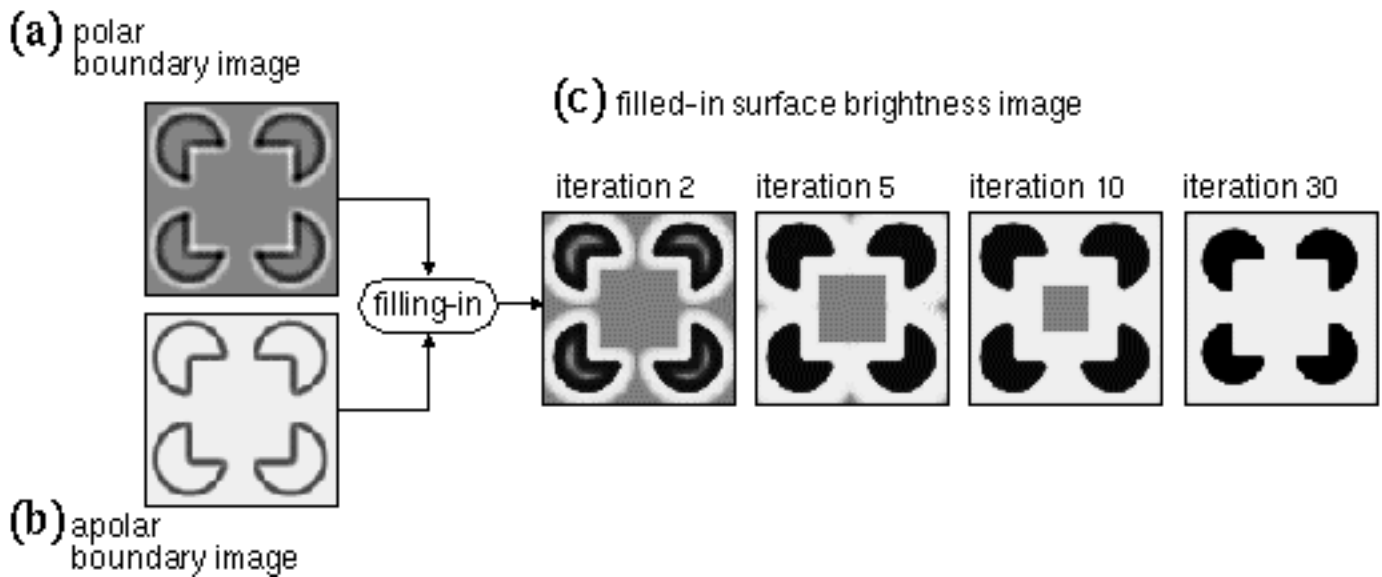 (a) polar
boundary image
(c) filled-in surface brightness image
iteration 2
iteration 5
iteration 10
iteration 30
filling-in
(b) apolar
boundary image